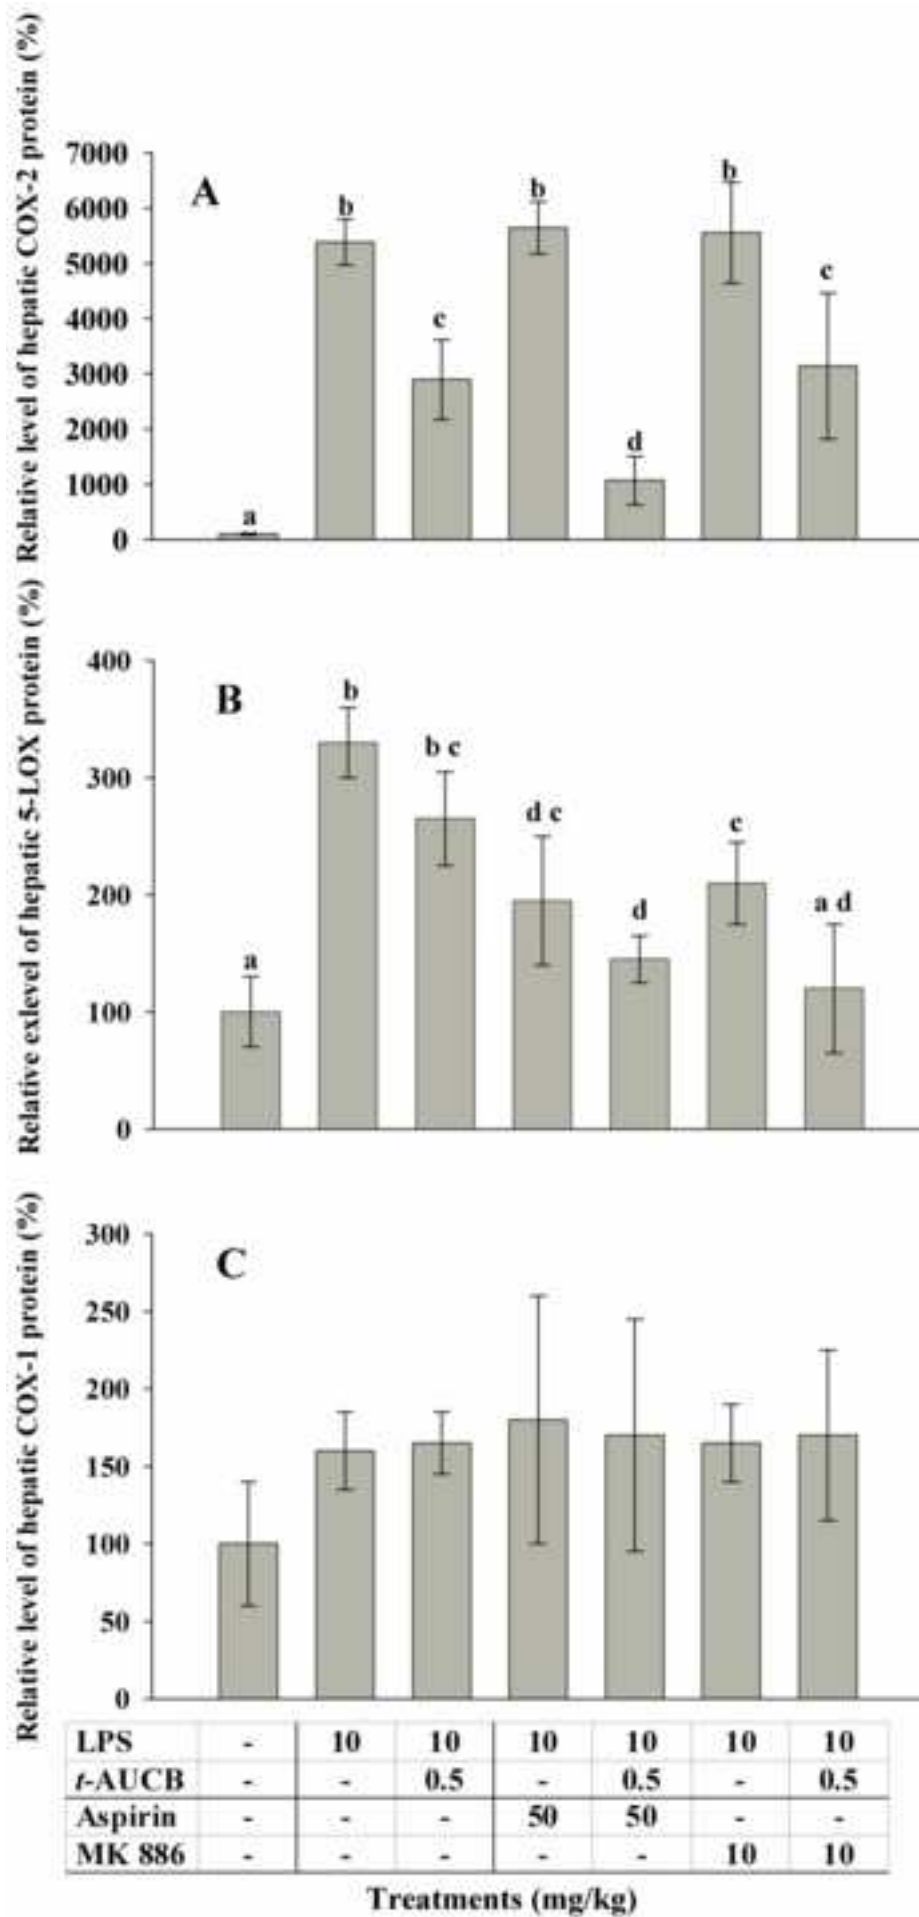 Relative level of hepatic COX-2 protein (%)
A
7000
6000
5000
4000
3000
2000
1000
0
a
b
c
b
d
b
c
Relative exlevel of hepatic 5-LOX protein (%)
B
400
300
200
100
0
a
b
b c
d c
d
c
a d
Relative level of hepatic COX-1 protein (%)
C
300
250
200
150
100
50
0
LPS - 10 10 10 10 10 10
t-AUCB - - 0.5 - 0.5 - 0.5
Aspirin - - - 50 50 - -
MK 886 - - - - - 10 10
Treatments (mg/kg)